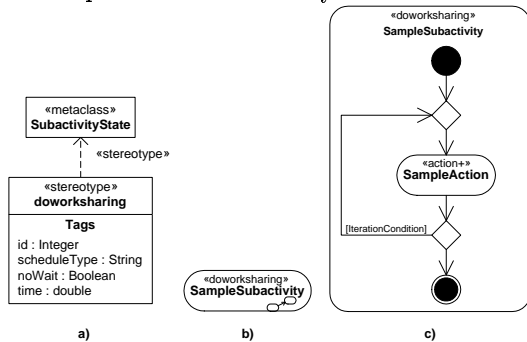 «metaclass»
SubactivityState
«stereotype»
«stereotype»
doworksharing
Tags
id : Integer
scheduleType : String
noWait : Boolean
time : double
a)
«doworksharing»
SampleSubactivity
b)
«doworksharing»
SampleSubactivity
«action+»
SampleAction
[IterationCondition]
c)